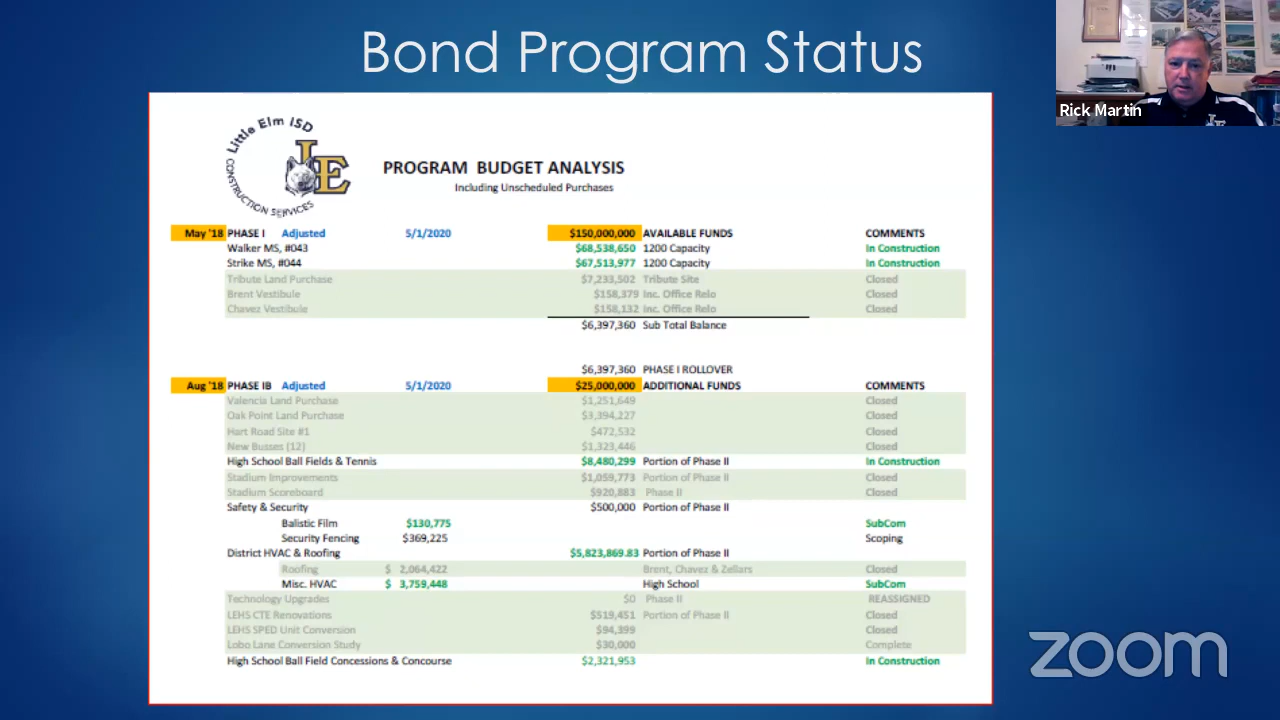 Bond Program Status
Rick Martin
Little Elm ISD
LE
CONSTRUCTION SERVICES
PROGRAM BUDGET ANALYSIS
Including Unscheduled Purchases
May '18 PHASE I Adjusted 5/1/2020 $150,000,000 AVAILABLE FUNDS COMMENTS
Walker MS, #043 $68,538,650 1200 Capacity In Construction
Strike MS, #044 $67,513,977 1200 Capacity In Construction
Tribute Land Purchase $7,233,502 Tribute Site Closed
Brent Vestibule $158,379 Inc. Office Relo Closed
Chavez Vestibule $158,132 Inc. Office Relo Closed
$6,397,360 Sub Total Balance
$6,397,360 PHASE I ROLLOVER
Aug '18 PHASE IB Adjusted 5/1/2020 $25,000,000 ADDITIONAL FUNDS COMMENTS
Valencia Land Purchase $1,251,649 Closed
Oak Point Land Purchase $3,394,227 Closed
Hart Road Site #1 $472,532 Closed
New Busses (12) $1,323,446 Closed
High School Ball Fields & Tennis $8,480,299 Portion of Phase II In Construction
Stadium Improvements $1,059,773 Portion of Phase II Closed
Stadium Scoreboard $920,883 Phase II Closed
Safety & Security $500,000 Portion of Phase II
Balistic Film $130,775 SubCom
Security Fencing $369,225 Scoping
District HVAC & Roofing $5,823,869.83 Portion of Phase II
Roofing $ 2,064,422 Brent, Chavez & Zellars Closed
Misc. HVAC $ 3,759,448 High School SubCom
Technology Upgrades $0 Phase II REASSIGNED
LEHS CTE Renovations $519,451 Portion of Phase II Closed
LEHS SPED Unit Conversion $94,399 Closed
Lobo Lane Conversion Study $30,000 Complete
High School Ball Field Concessions & Concourse $2,321,953 In Construction
zoom